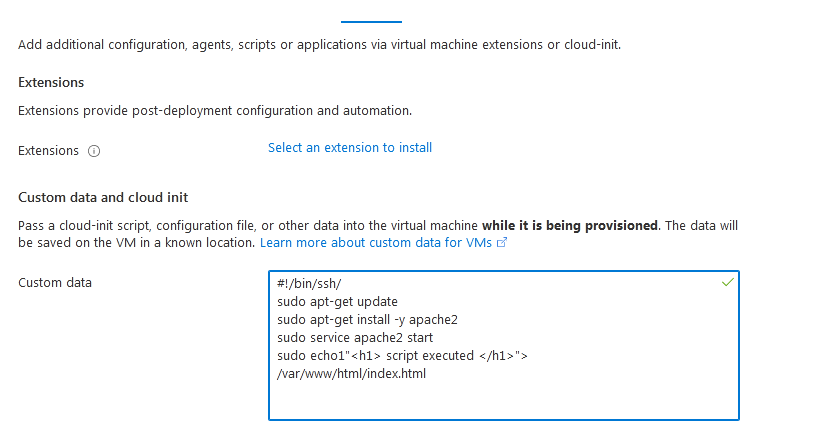 Add additional configuration, agents, scripts or applications via virtual machine extensions or cloud-init.
Extensions
Extensions provide post-deployment configuration and automation.
Extensions
Select an extension to install
Custom data and cloud init
Pass a cloud-init script, configuration file, or other data into the virtual machine while it is being provisioned. The data will
be saved on the VM in a known location. Learn more about custom data for VMs
Custom data
#!/bin/ssh/
sudo apt-get update
sudo apt-get install -y apache2
sudo service apache2 start
sudo echo1"<h1> script executed </h1>">
/var/www/html/index.html